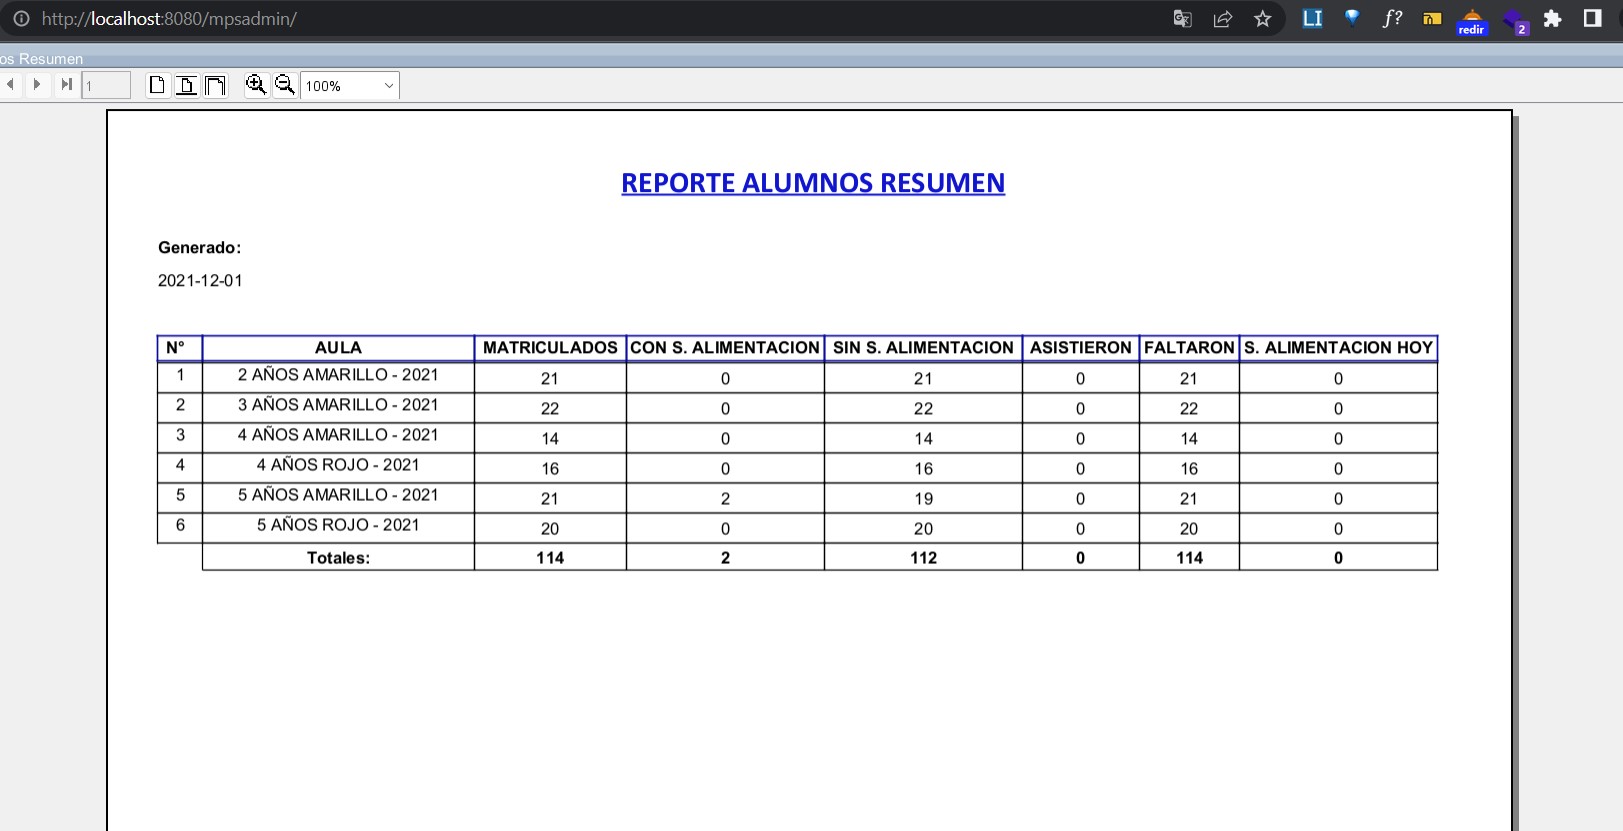 http://localhost:8080/mpsadmin/
LI
f?
redir
2
os Resumen
1
100%
REPORTE ALUMNOS RESUMEN
Generado:
2021-12-01
N° AULA MATRICULADOS CON S. ALIMENTACION SIN S. ALIMENTACION ASISTIERON FALTARON S. ALIMENTACION HOY
1 2 AÑOS AMARILLO - 2021 21 0 21 0 21 0
2 3 AÑOS AMARILLO - 2021 22 0 22 0 22 0
3 4 AÑOS AMARILLO - 2021 14 0 14 0 14 0
4 4 AÑOS ROJO - 2021 16 0 16 0 16 0
5 5 AÑOS AMARILLO - 2021 21 2 19 0 21 0
6 5 AÑOS ROJO - 2021 20 0 20 0 20 0
Totales: 114 2 112 0 114 0